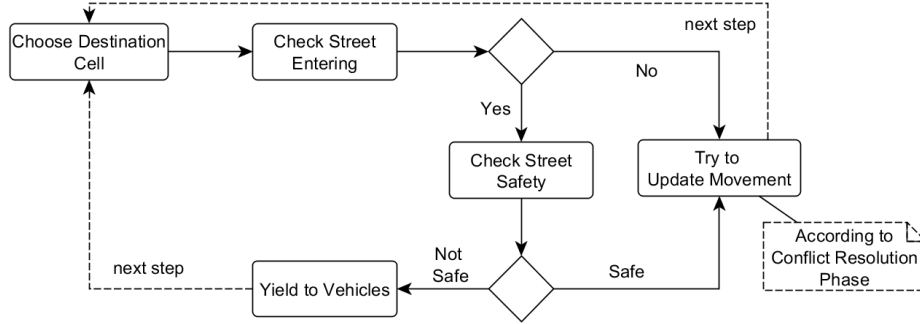 next step
Choose Destination
Cell
Check Street
Entering
No
Yes
Check Street
Safety
Try to
Update Movement
According to
Conflict Resolution
Phase
next step
Yield to Vehicles
Not
Safe
Safe